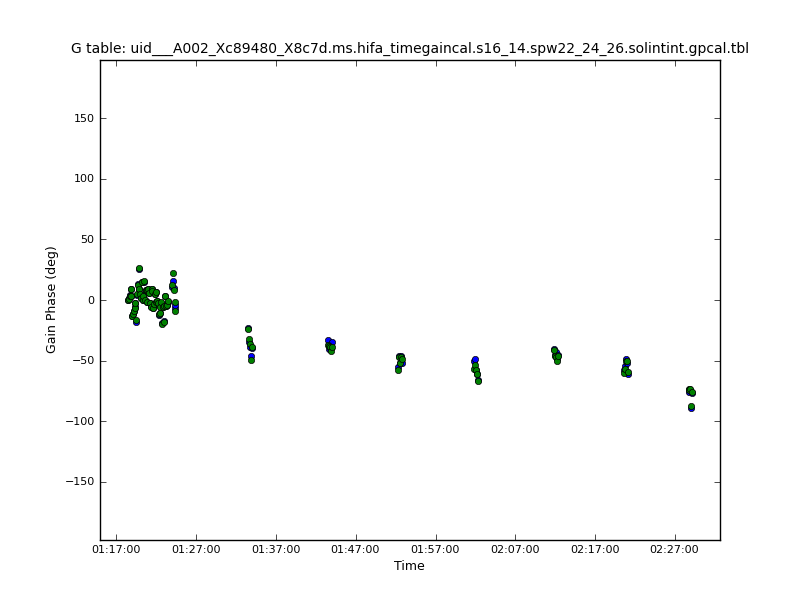 G table: uid___A002_Xc89480_X8c7d.ms.hifa_timegaincal.s16_14.spw22_24_26.solintint.gpcal.tbl
150
100
50
0
−50
−100
−150
Gain Phase (deg)
01:17:00 01:27:00 01:37:00 01:47:00 01:57:00 02:07:00 02:17:00 02:27:00
Time